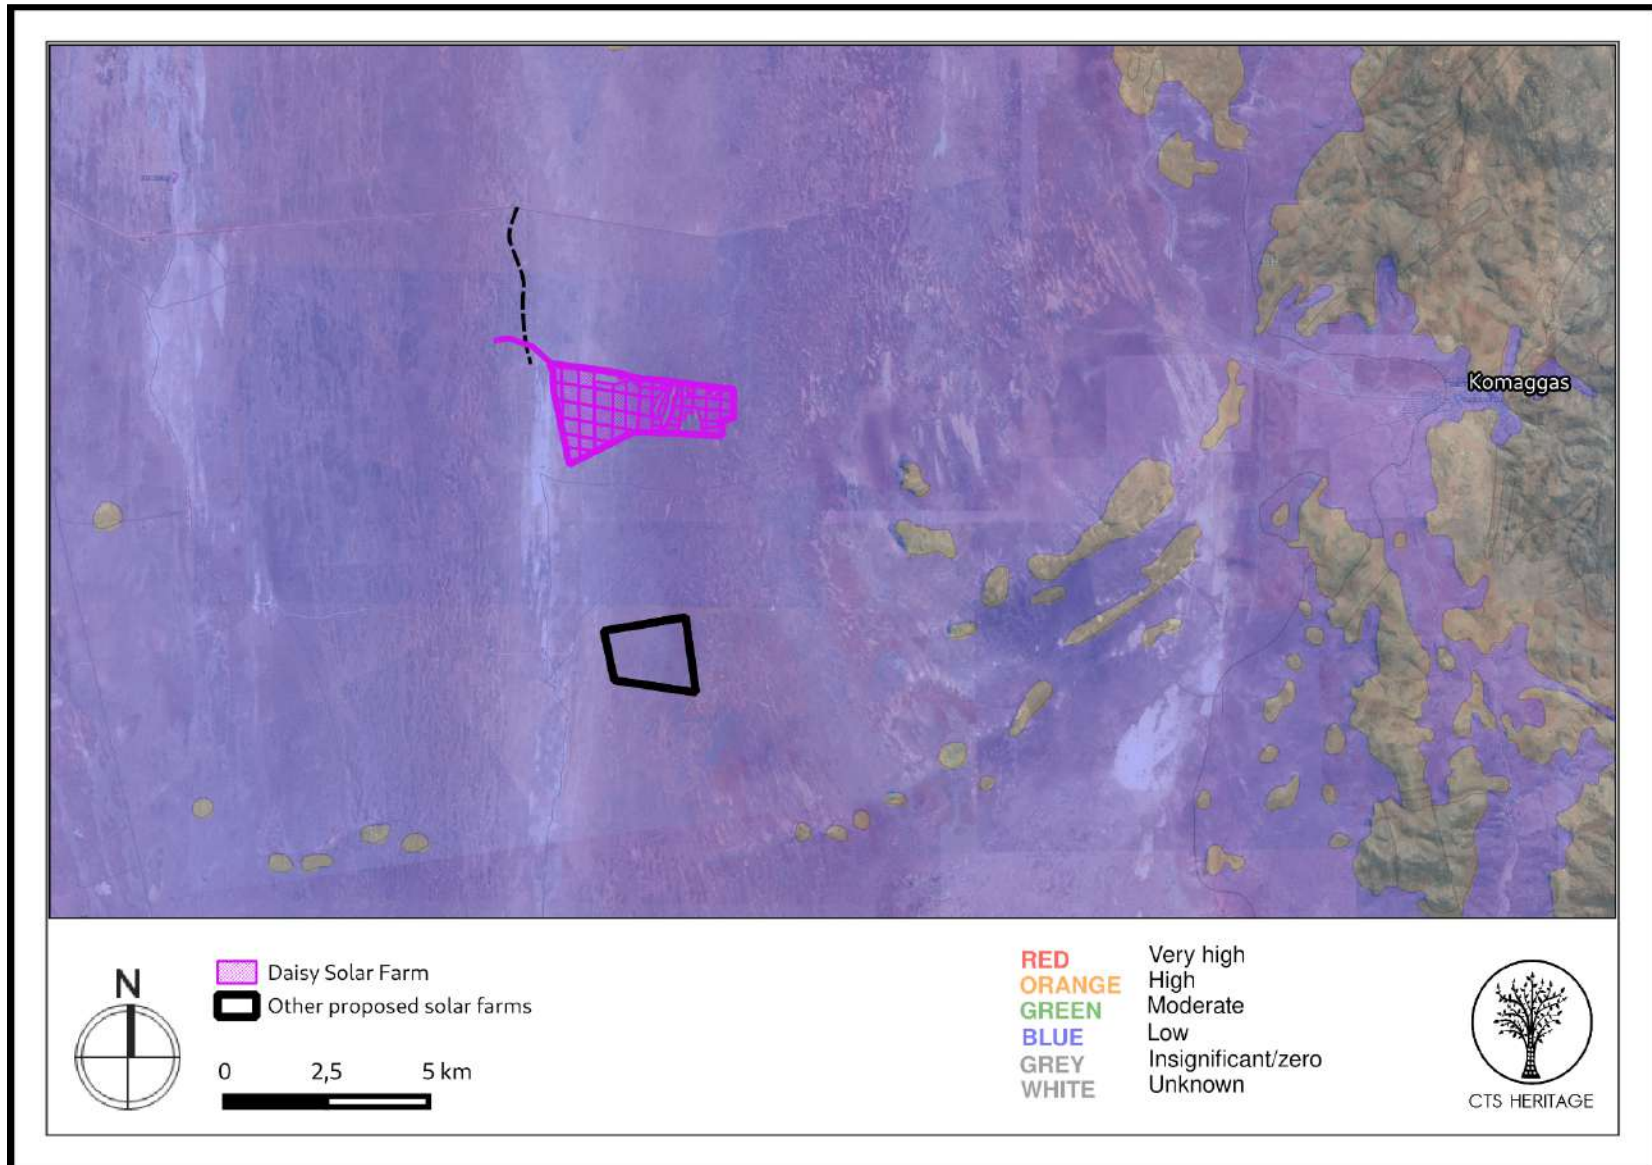 Komaggas
N
Daisy Solar Farm
Other proposed solar farms
0 2,5 5 km
RED Very high
ORANGE High
GREEN Moderate
BLUE Low
GREY Insignificant/zero
WHITE Unknown
CTS HERITAGE